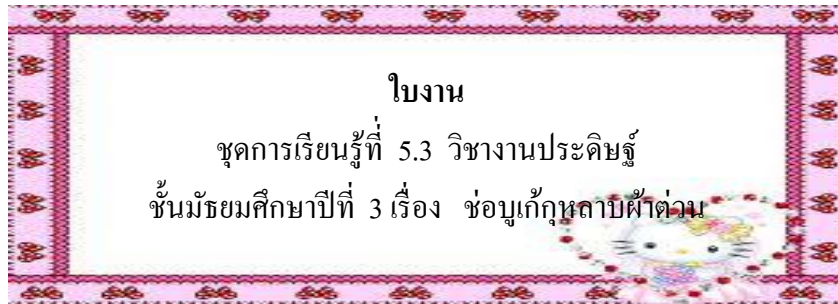 ใบงาน
ชุดการเรียนรู้ที่ 5.3 วิชางานประดิษฐ์
ชั้นมัธยมศึกษาปีที่ 3 เรื่อง ช่อบูเก้กุหลาบผ้าต่วน